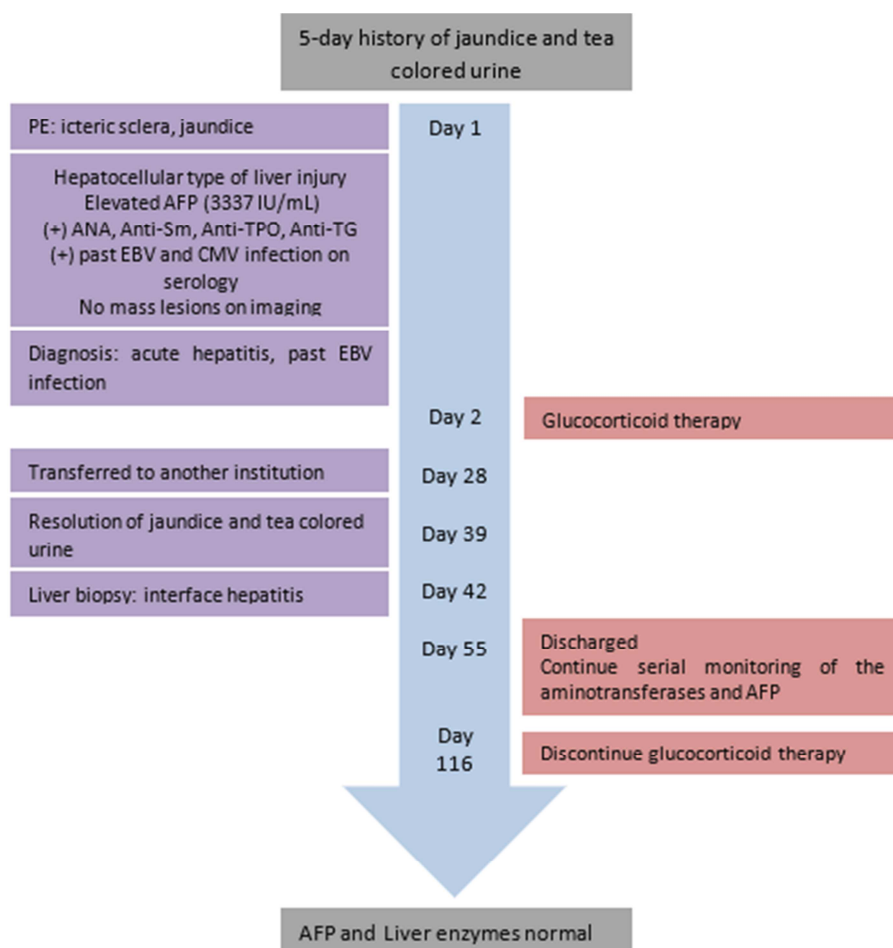 5-day history of jaundice and tea
colored urine
PE: icteric sclera, jaundice
Day 1
Hepatocellular type of liver injury
Elevated AFP (3337 IU/mL)
(+) ANA, Anti-Sm, Anti-TPO, Anti-TG
(+) past EBV and CMV infection on
serology
No mass lesions on imaging
Diagnosis: acute hepatitis, past EBV
infection
Day 2
Glucocorticoid therapy
Transferred to another institution
Day 28
Resolution of jaundice and tea colored
urine
Day 39
Liver biopsy: interface hepatitis
Day 42
Day 55
Discharged
Continue serial monitoring of the
aminotransferases and AFP
Day
116
Discontinue glucocorticoid therapy
AFP and Liver enzymes normal